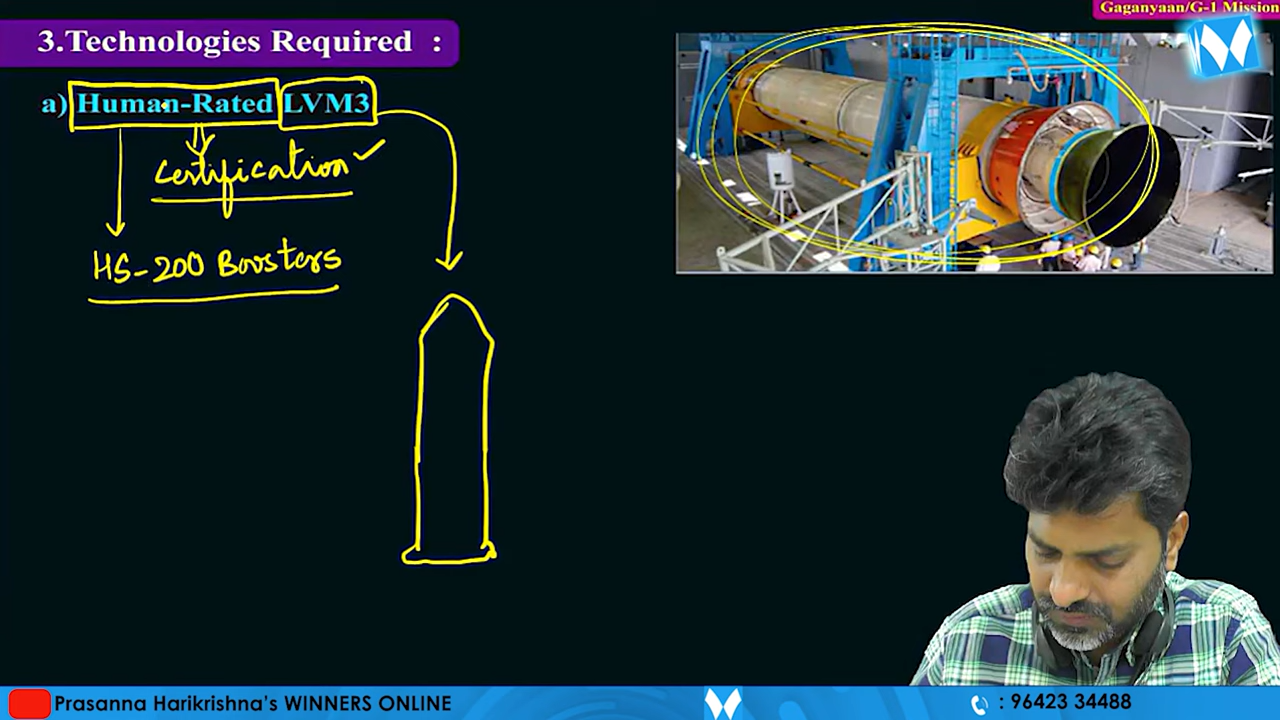 Gaganyaan/G-1 Mission
3.Technologies Required :
a) Human-Rated LVM3
Certification
HS-200 Boosters
Prasanna Harikrishna's WINNERS ONLINE
: 96423 34488